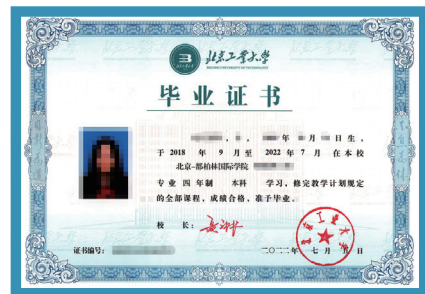 北京工业大学
BEIJING UNIVERSITY OF TECHNOLOGY
毕业证书
年 月 日生,
于 2018 年 9 月至 2022 年 7 月 在本校
北京-都柏林国际学院
专业 四 年制 本科 学习,修完教学计划规定
的全部课程,成绩合格,准予毕业。
校 长:
证书编号:
二〇二二年 七 月 日